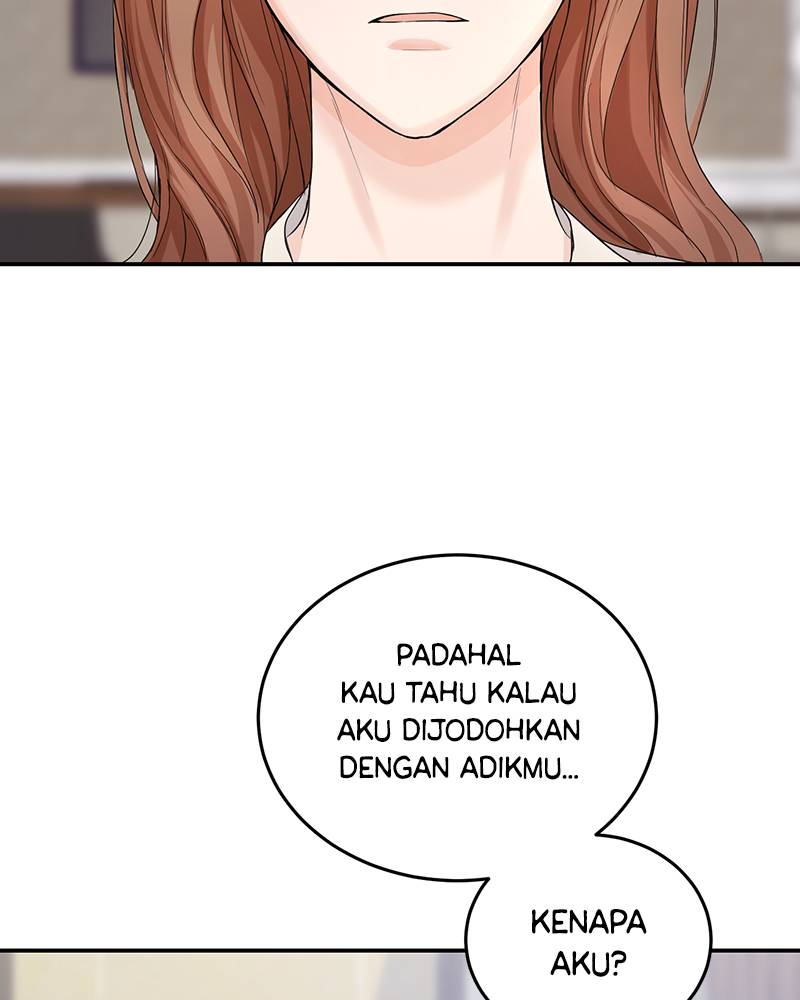 PADAHAL
KAU TAHU KALAU
AKU DIJODOHKAN
DENGAN ADIKMU...
KENAPA
AKU?